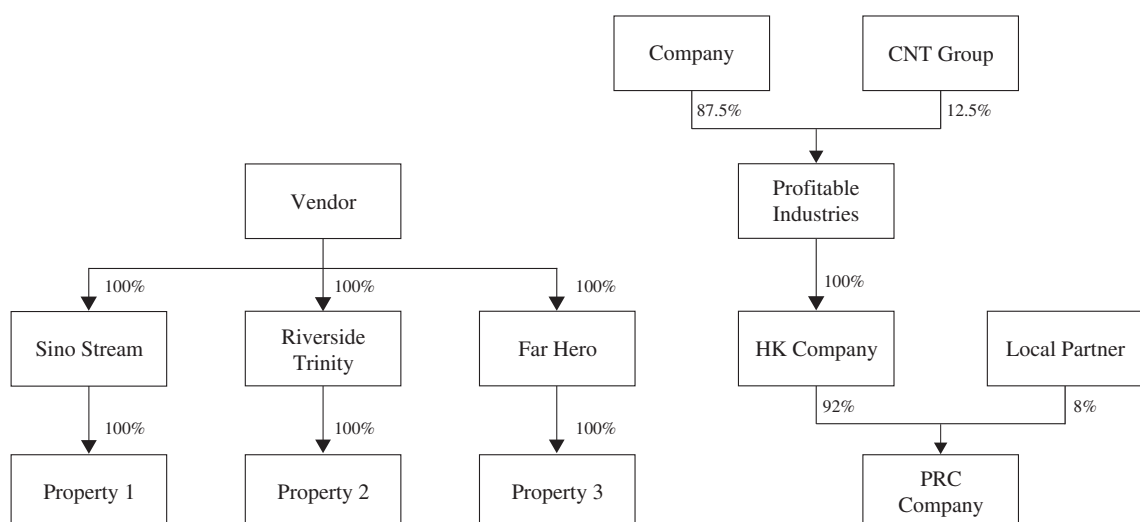 Company
CNT Group
87.5%
12.5%
Vendor
Profitable
Industries
100%
100%
100%
100%
Sino Stream
Riverside
Trinity
Far Hero
HK Company
Local Partner
100%
100%
100%
92%
8%
Property 1
Property 2
Property 3
PRC
Company